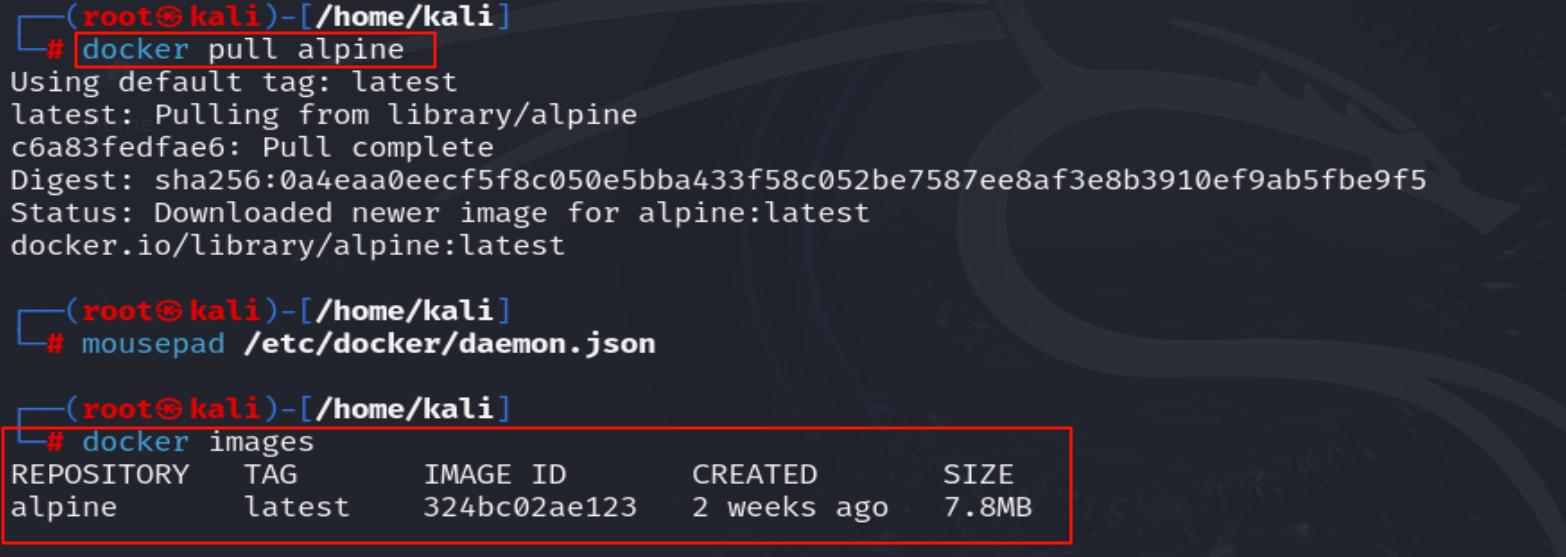 ┌──(root㉿kali)-[/home/kali]
└─# docker pull alpine
Using default tag: latest
latest: Pulling from library/alpine
c6a83fedfae6: Pull complete
Digest: sha256:0a4eaa0eecf5f8c050e5bba433f58c052be7587ee8af3e8b3910ef9ab5fbe9f5
Status: Downloaded newer image for alpine:latest
docker.io/library/alpine:latest
┌──(root㉿kali)-[/home/kali]
└─# mousepad /etc/docker/daemon.json
┌──(root㉿kali)-[/home/kali]
└─# docker images
REPOSITORY   TAG       IMAGE ID       CREATED       SIZE
alpine       latest    324bc02ae123   2 weeks ago   7.8MB